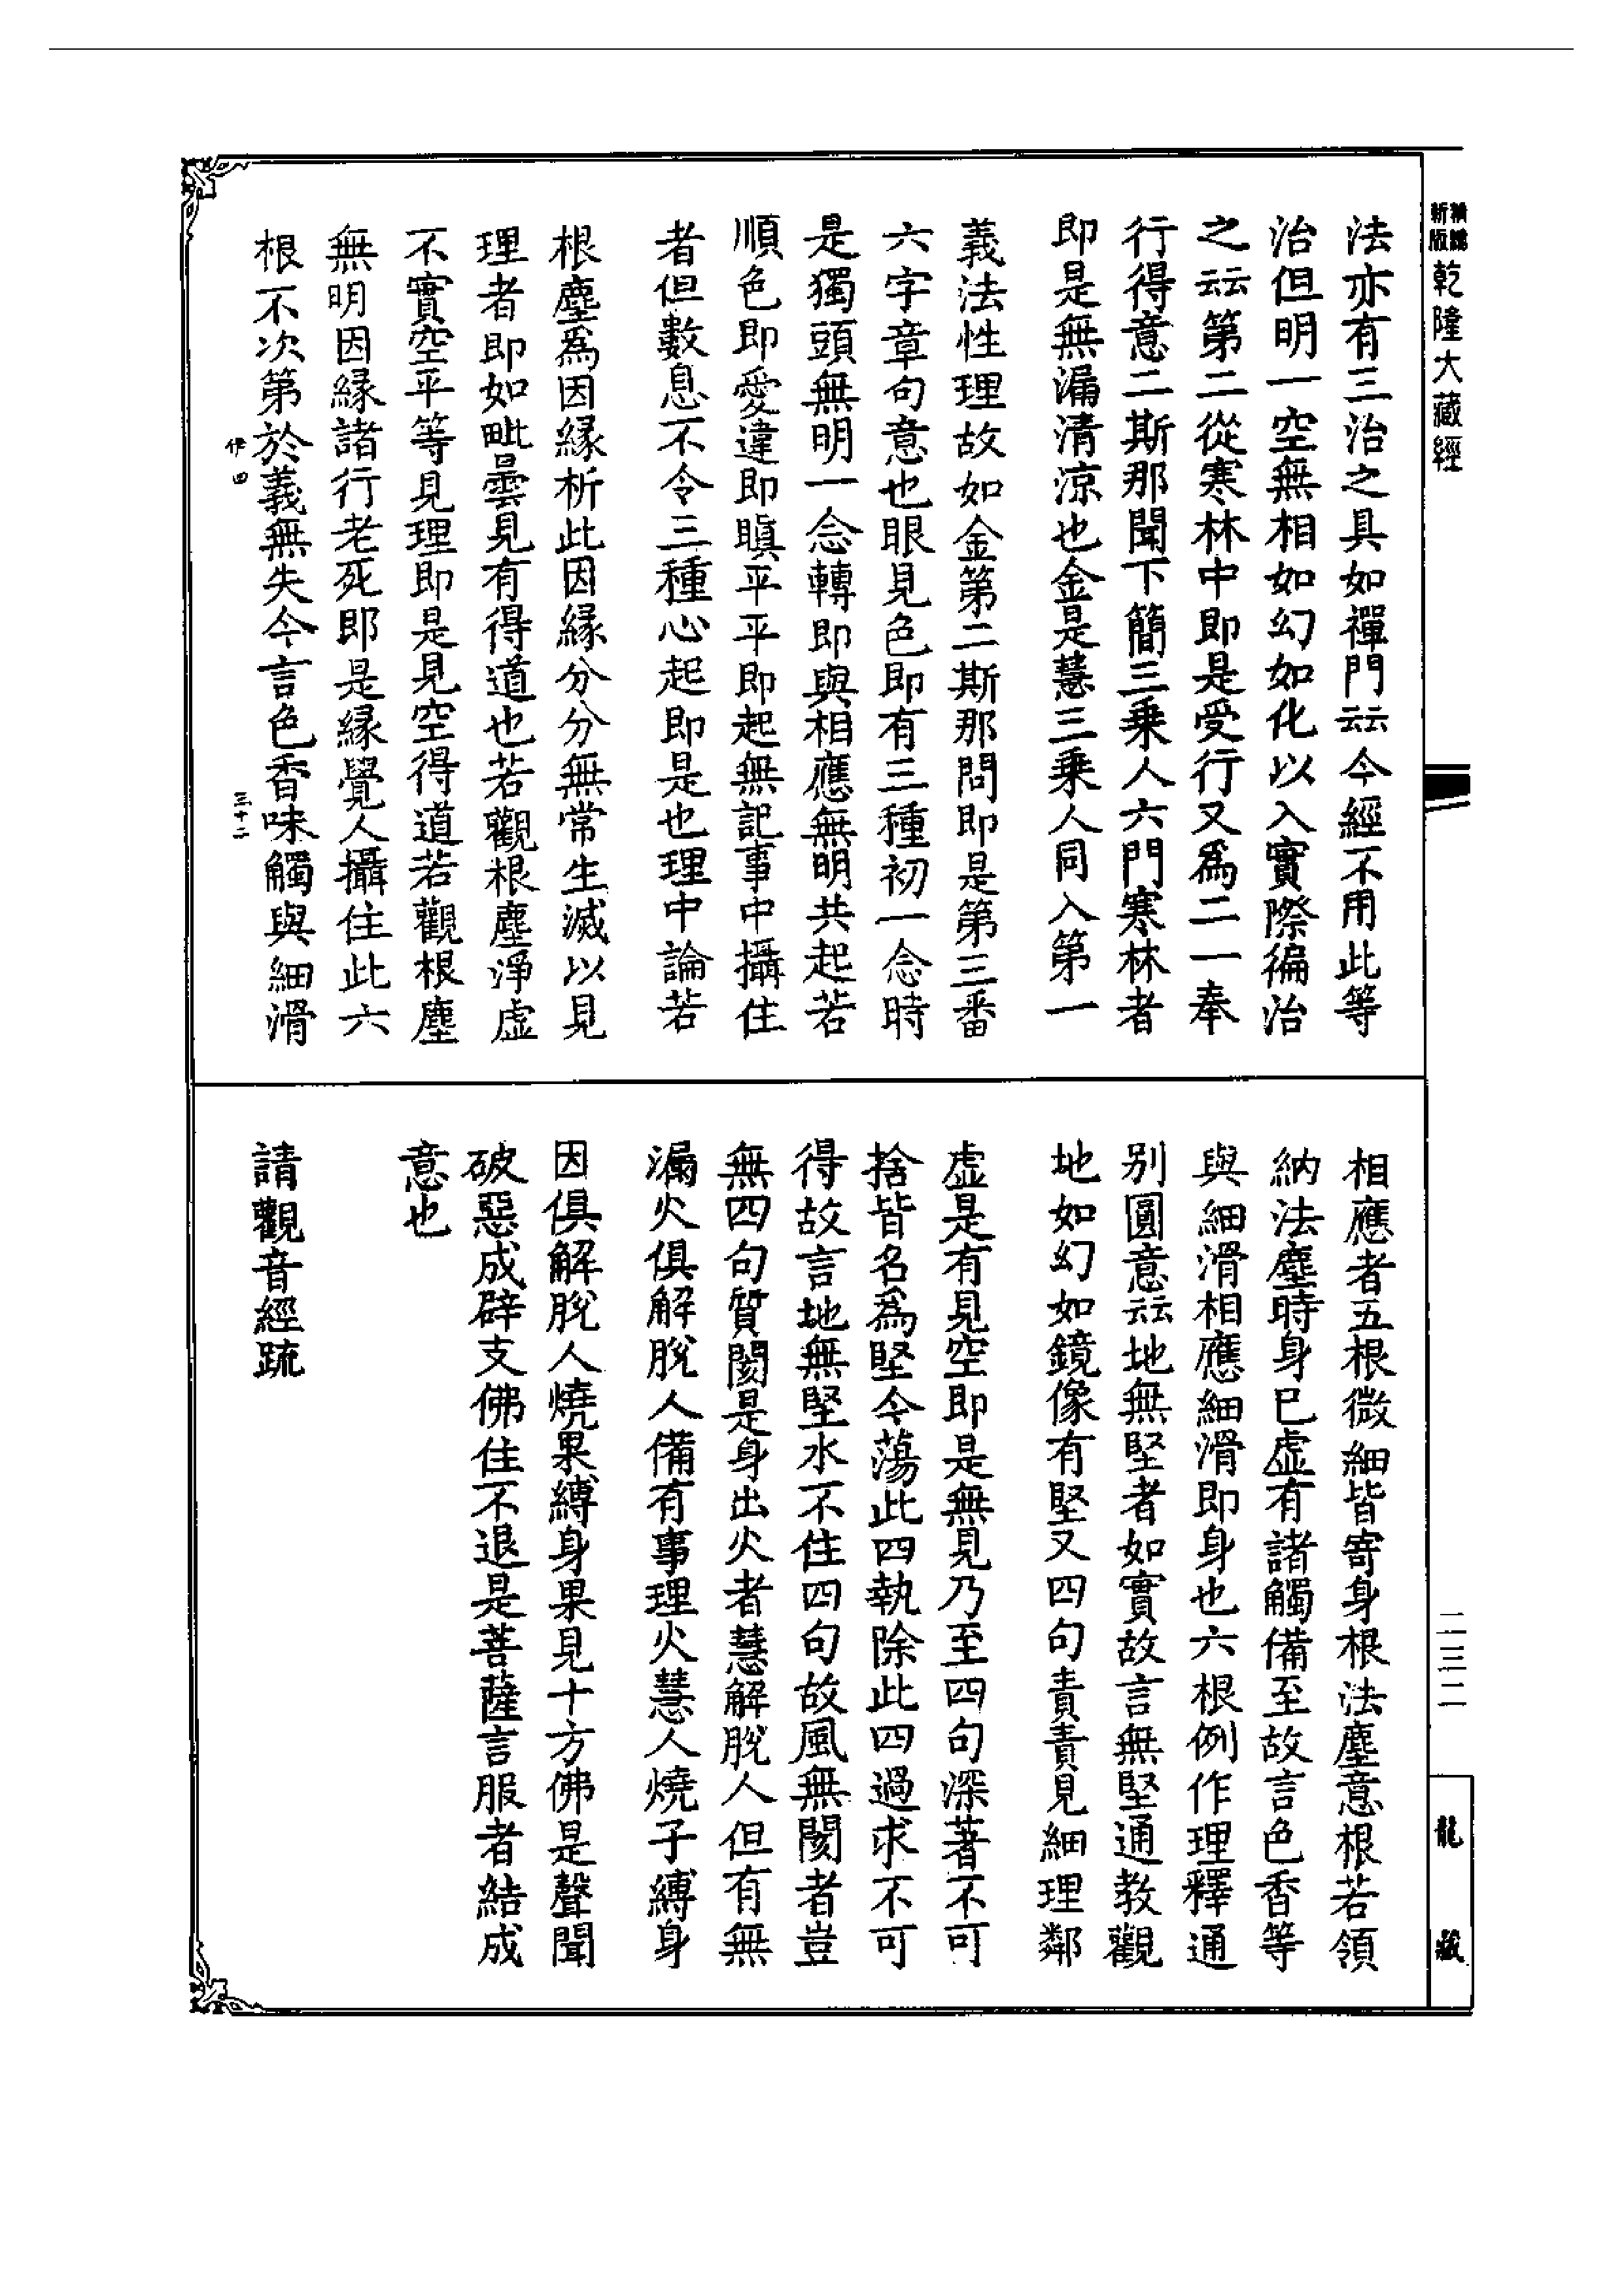 新版
乾隆大藏經
法亦有三治之具如禪門云云今經不用此等
治但明一空無相如幻如化以入實際徧治
之云云第二從寒林中即是受行又爲二一奉
行得意二斯那聞下簡三乘人六門寒林者
即是無漏清涼也金是慧三乘人同入第一
義法性理故如金第二斯那問即是第三番
六字章句意也眼見色即有三種初一念時
是獨頭無明一念轉即與相應無明共起若
順色即愛違即瞋平平即起無記事中攝住
者但數息不令三種心起即是也理中論若
根塵爲因緣析此因緣分分無常生滅以見
理者即如毗曇見有得道也若觀根塵淨虛
不實空平等見理即是見空得道若觀根塵
無明因緣諸行老死即是緣覺人攝住此六
根不次第於義無失今言色香味觸與細滑
三十二
相應者五根微細皆寄身根法塵意根若領
納法塵時身巳虛有諸觸備至故言色香等
與細滑相應細滑即身也六根例作理釋通
別圓意云云地無堅者如實故言無堅通教觀
地如幻如鏡像有堅又四句責責見細理鄰
虛是有見空即是無見乃至四句深著不可
捨皆名爲堅今蕩此四執除此四過求不可
得故言地無堅水不住四句故風無閡者豈
無四句質閡是身出火者慧解脫人但有無
漏火俱解脫人備有事理火慧人燒子縛身
因俱解脫人燒果縛身果見十方佛是聲聞
破惡成辟支佛住不退是菩薩言服者結成
意也
請觀音經疏
二三二
龍藏